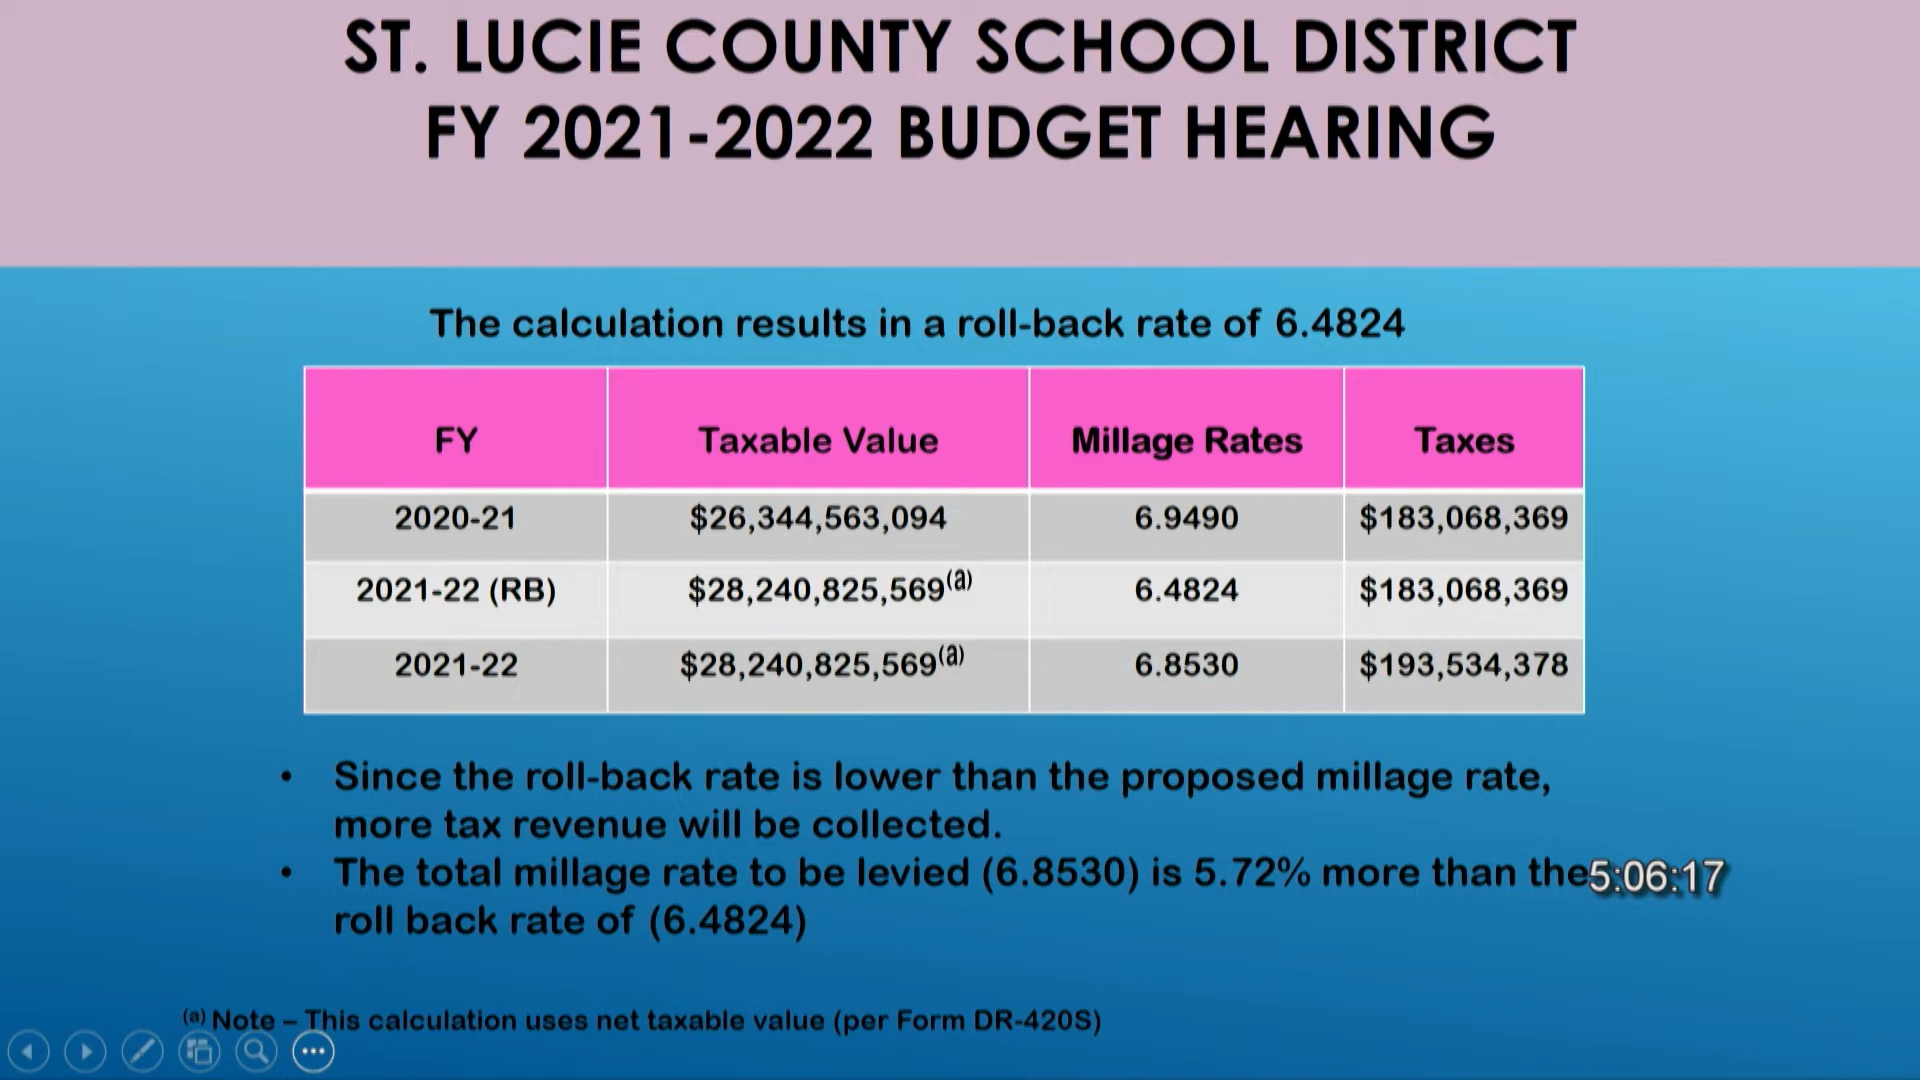 ST. LUCIE COUNTY SCHOOL DISTRICT
FY 2021-2022 BUDGET HEARING
The calculation results in a roll-back rate of 6.4824
FY Taxable Value Millage Rates Taxes
2020-21 $26,344,563,094 6.9490 $183,068,369
2021-22 (RB) $28,240,825,569(a) 6.4824 $183,068,369
2021-22 $28,240,825,569(a) 6.8530 $193,534,378
• Since the roll-back rate is lower than the proposed millage rate,
more tax revenue will be collected.
• The total millage rate to be levied (6.8530) is 5.72% more than the
roll back rate of (6.4824)
5:06:17
(a) Note – This calculation uses net taxable value (per Form DR-420S)